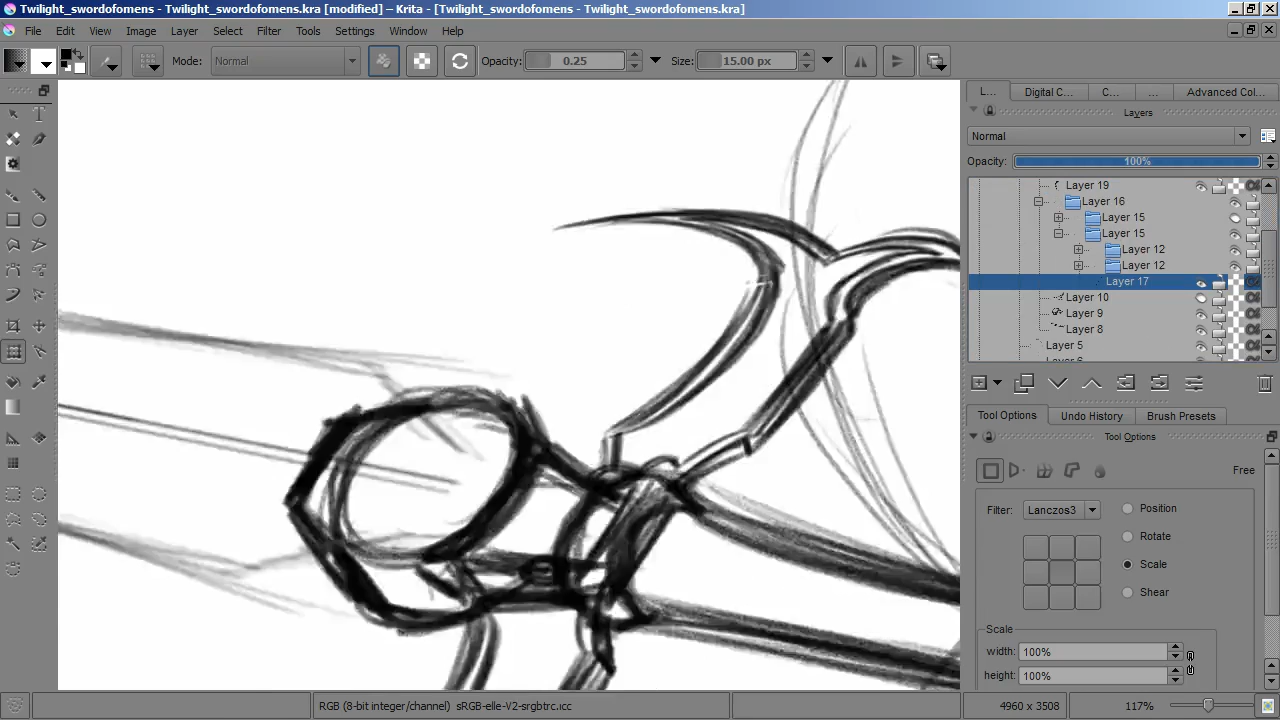 Twilight_swordofomens - Twilight_swordofomens.kra [modified] – Krita - [Twilight_swordofomens - Twilight_swordofomens.kra]
File Edit View Image Layer Select Filter Tools Settings Window Help
Mode: Normal Opacity: 0.25 Size: 15.00 px
L... Digital C... C... ... Advanced Col...
Layers
Normal
Opacity: 100%
Layer 19
Layer 16
Layer 15
Layer 15
Layer 12
Layer 12
Layer 17
Layer 10
Layer 9
Layer 8
Layer 5
Tool Options Undo History Brush Presets
Tool Options
Free
Filter: Lanczos3
Position
Rotate
Scale
Shear
Scale
width: 100%
height: 100%
RGB (8-bit integer/channel) sRGB-elle-V2-srgbtrc.icc 4960 x 3508 117%